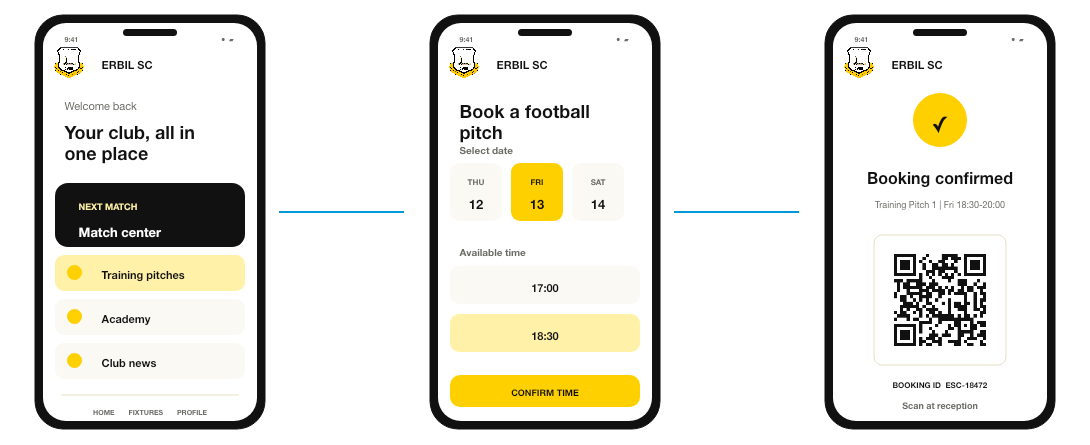 9:41
ERBIL SC
Welcome back
Your club, all in
one place
NEXT MATCH
Match center
Training pitches
Academy
Club news
HOME FIXTURES PROFILE
9:41
ERBIL SC
Book a football
pitch
Select date
THU FRI SAT
12 13 14
Available time
17:00
18:30
CONFIRM TIME
9:41
ERBIL SC
Booking confirmed
Training Pitch 1 | Fri 18:30-20:00
BOOKING ID ESC-18472
Scan at reception